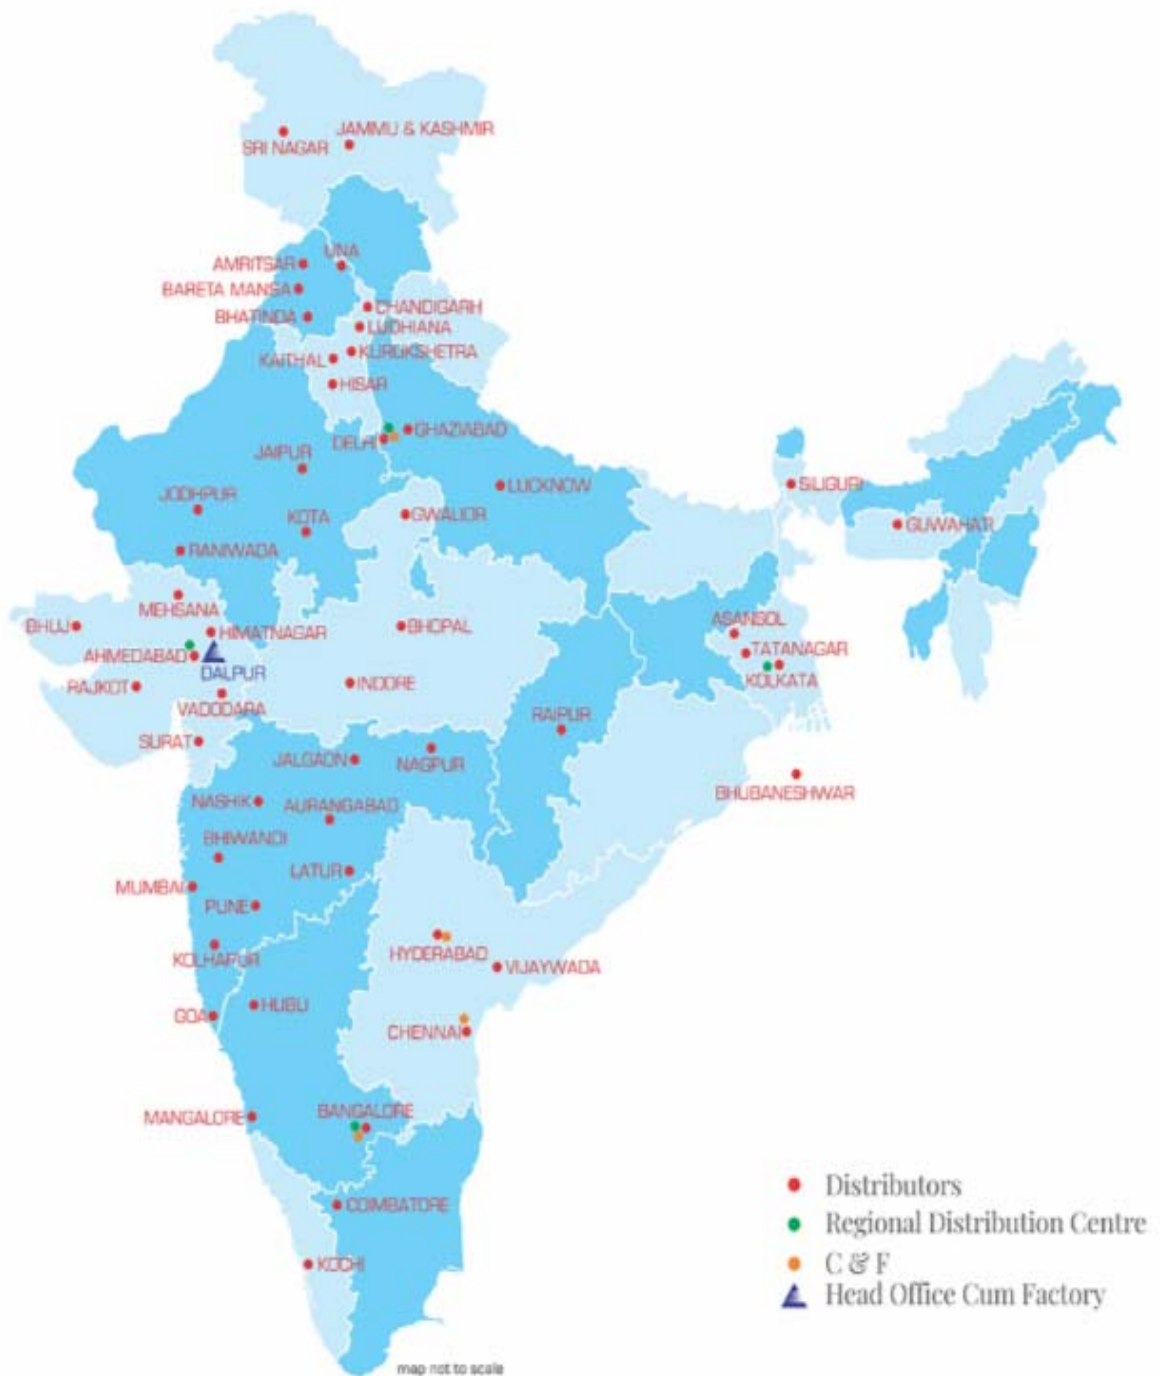 JAMMU & KASHMIR
SRI NAGAR
UNA
AMRITSAR
BARETA MANSA
CHANDIGARH
BHATINDA
LUDHIANA
KURUKSHETRA
KAITHAL
HISAR
GHAZIABAD
DELHI
JAIPUR
LUCKNOW
SILIGURI
JODHPUR
GWALIOR
KOTA
GUWAHATI
RANIWADA
MEHSANA
BHUJ
HIMATNAGAR
BHOPAL
ASANSOL
TATANAGAR
AHMEDABAD
DALPUR
KOLKATA
RAJKOT
INDORE
VADODARA
RAIPUR
SURAT
JALGAON
NAGPUR
BHUBANESHWAR
NASHIK
AURANGABAD
BHIWANDI
LATUR
MUMBAI
PUNE
HYDERABAD
KOLHAPUR
VIJAYWADA
HUBLI
GOA
CHENNAI
BANGALORE
MANGALORE
COIMBATORE
KOCHI
Distributors
Regional Distribution Centre
C & F
Head Office Cum Factory
map not to scale